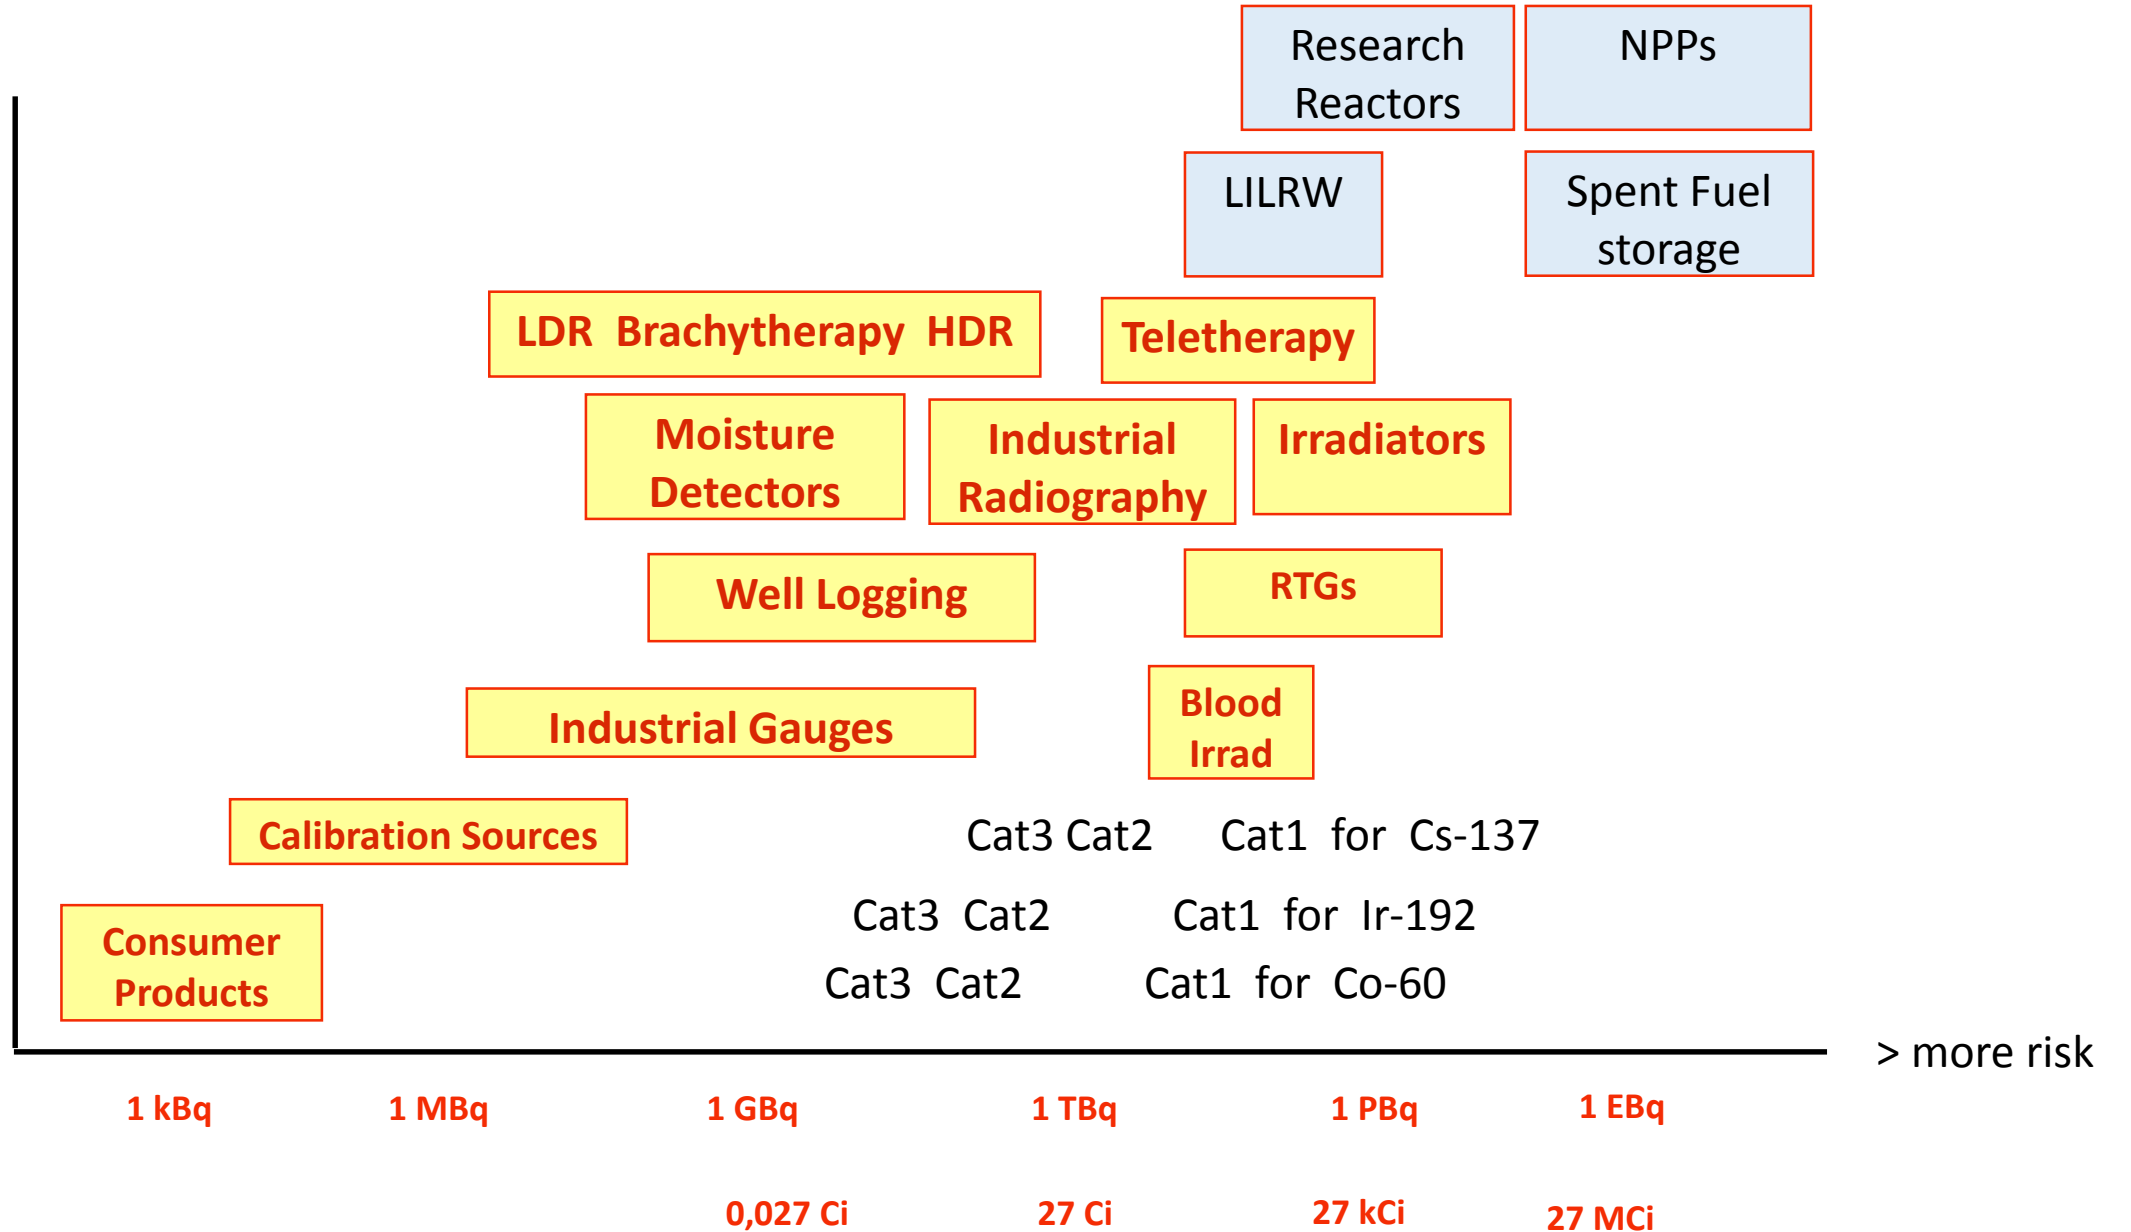 Research
Reactors
NPPs
LILRW
Spent Fuel
storage
LDR  Brachytherapy  HDR
Teletherapy
Moisture
Detectors
Industrial
Radiography
Irradiators
Well Logging
RTGs
Industrial Gauges
Blood
Irrad
Calibration Sources
Cat3 Cat2      Cat1  for  Cs-137
Consumer
Products
Cat3  Cat2           Cat1  for  Ir-192
Cat3  Cat2           Cat1  for  Co-60
> more risk
1 kBq
1 MBq
1 GBq
1 TBq
1 PBq
1 EBq
0,027 Ci
27 Ci
27 kCi
27 MCi